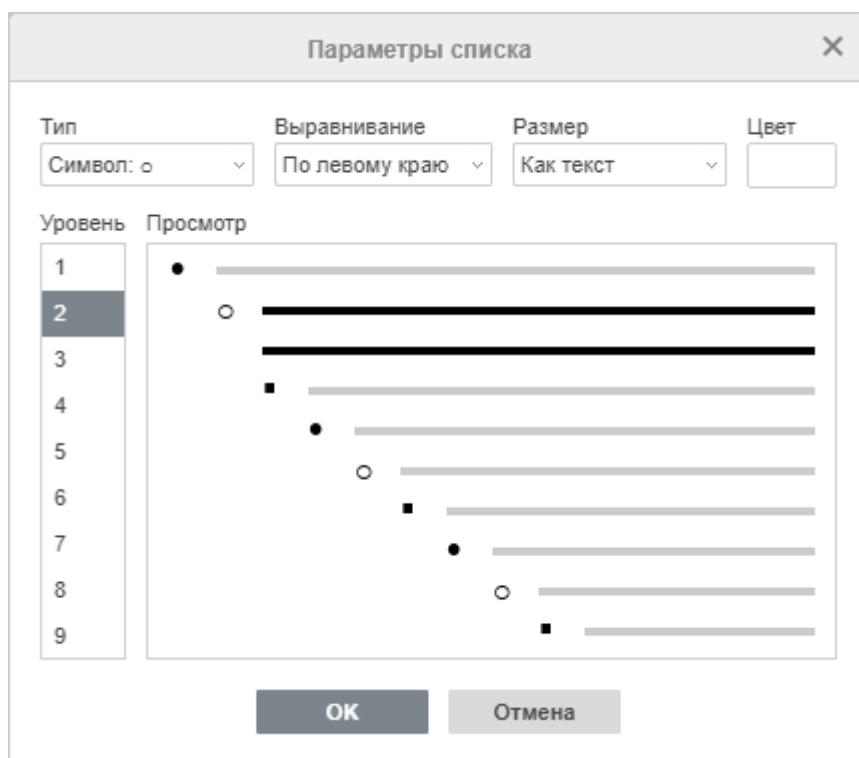 Параметры списка
Тип Выравнивание Размер Цвет
Символ: o По левому краю Как текст
Уровень Просмотр
1
2
3
4
5
6
7
8
9
OK Отмена